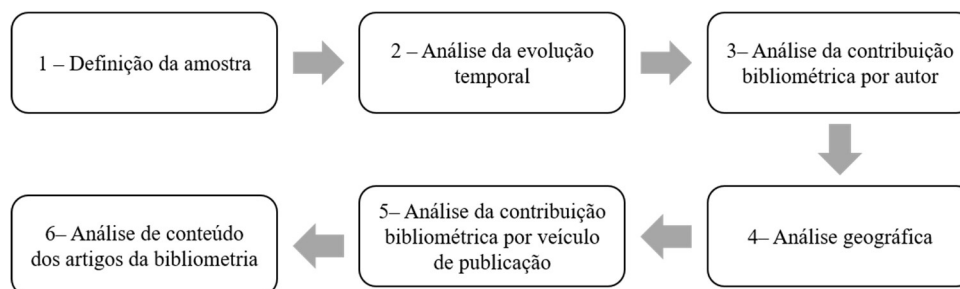 1 – Definição da amostra
2 – Análise da evolução
temporal
3– Análise da contribuição
bibliométrica por autor
4– Análise geográfica
5– Análise da contribuição
bibliométrica por veículo
de publicação
6– Análise de conteúdo
dos artigos da bibliometria